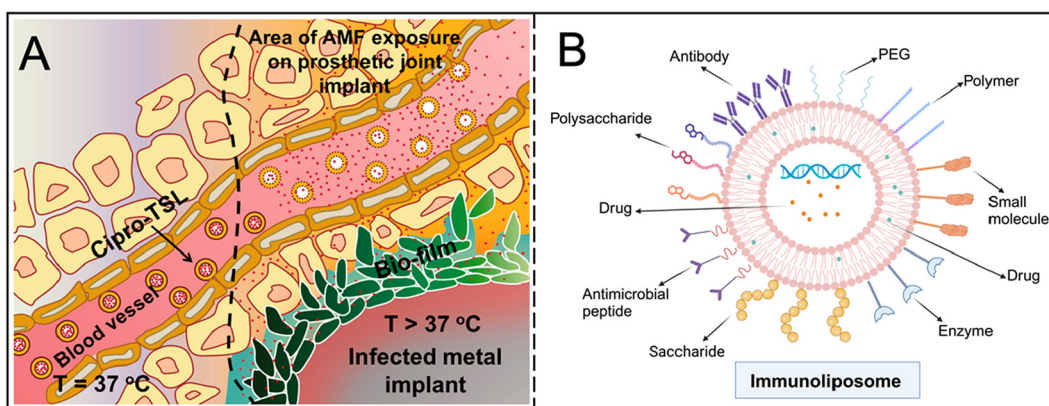 A
Area of AMF exposure
on prosthetic joint
implant
Cipro-TSL
Blood vessel
T = 37 °C
Bio-film
T > 37 °C
Infected metal
implant
B
Antibody
PEG
Polymer
Polysaccharide
Drug
Small
molecule
Antimicrobial
peptide
Drug
Saccharide
Enzyme
Immunoliposome